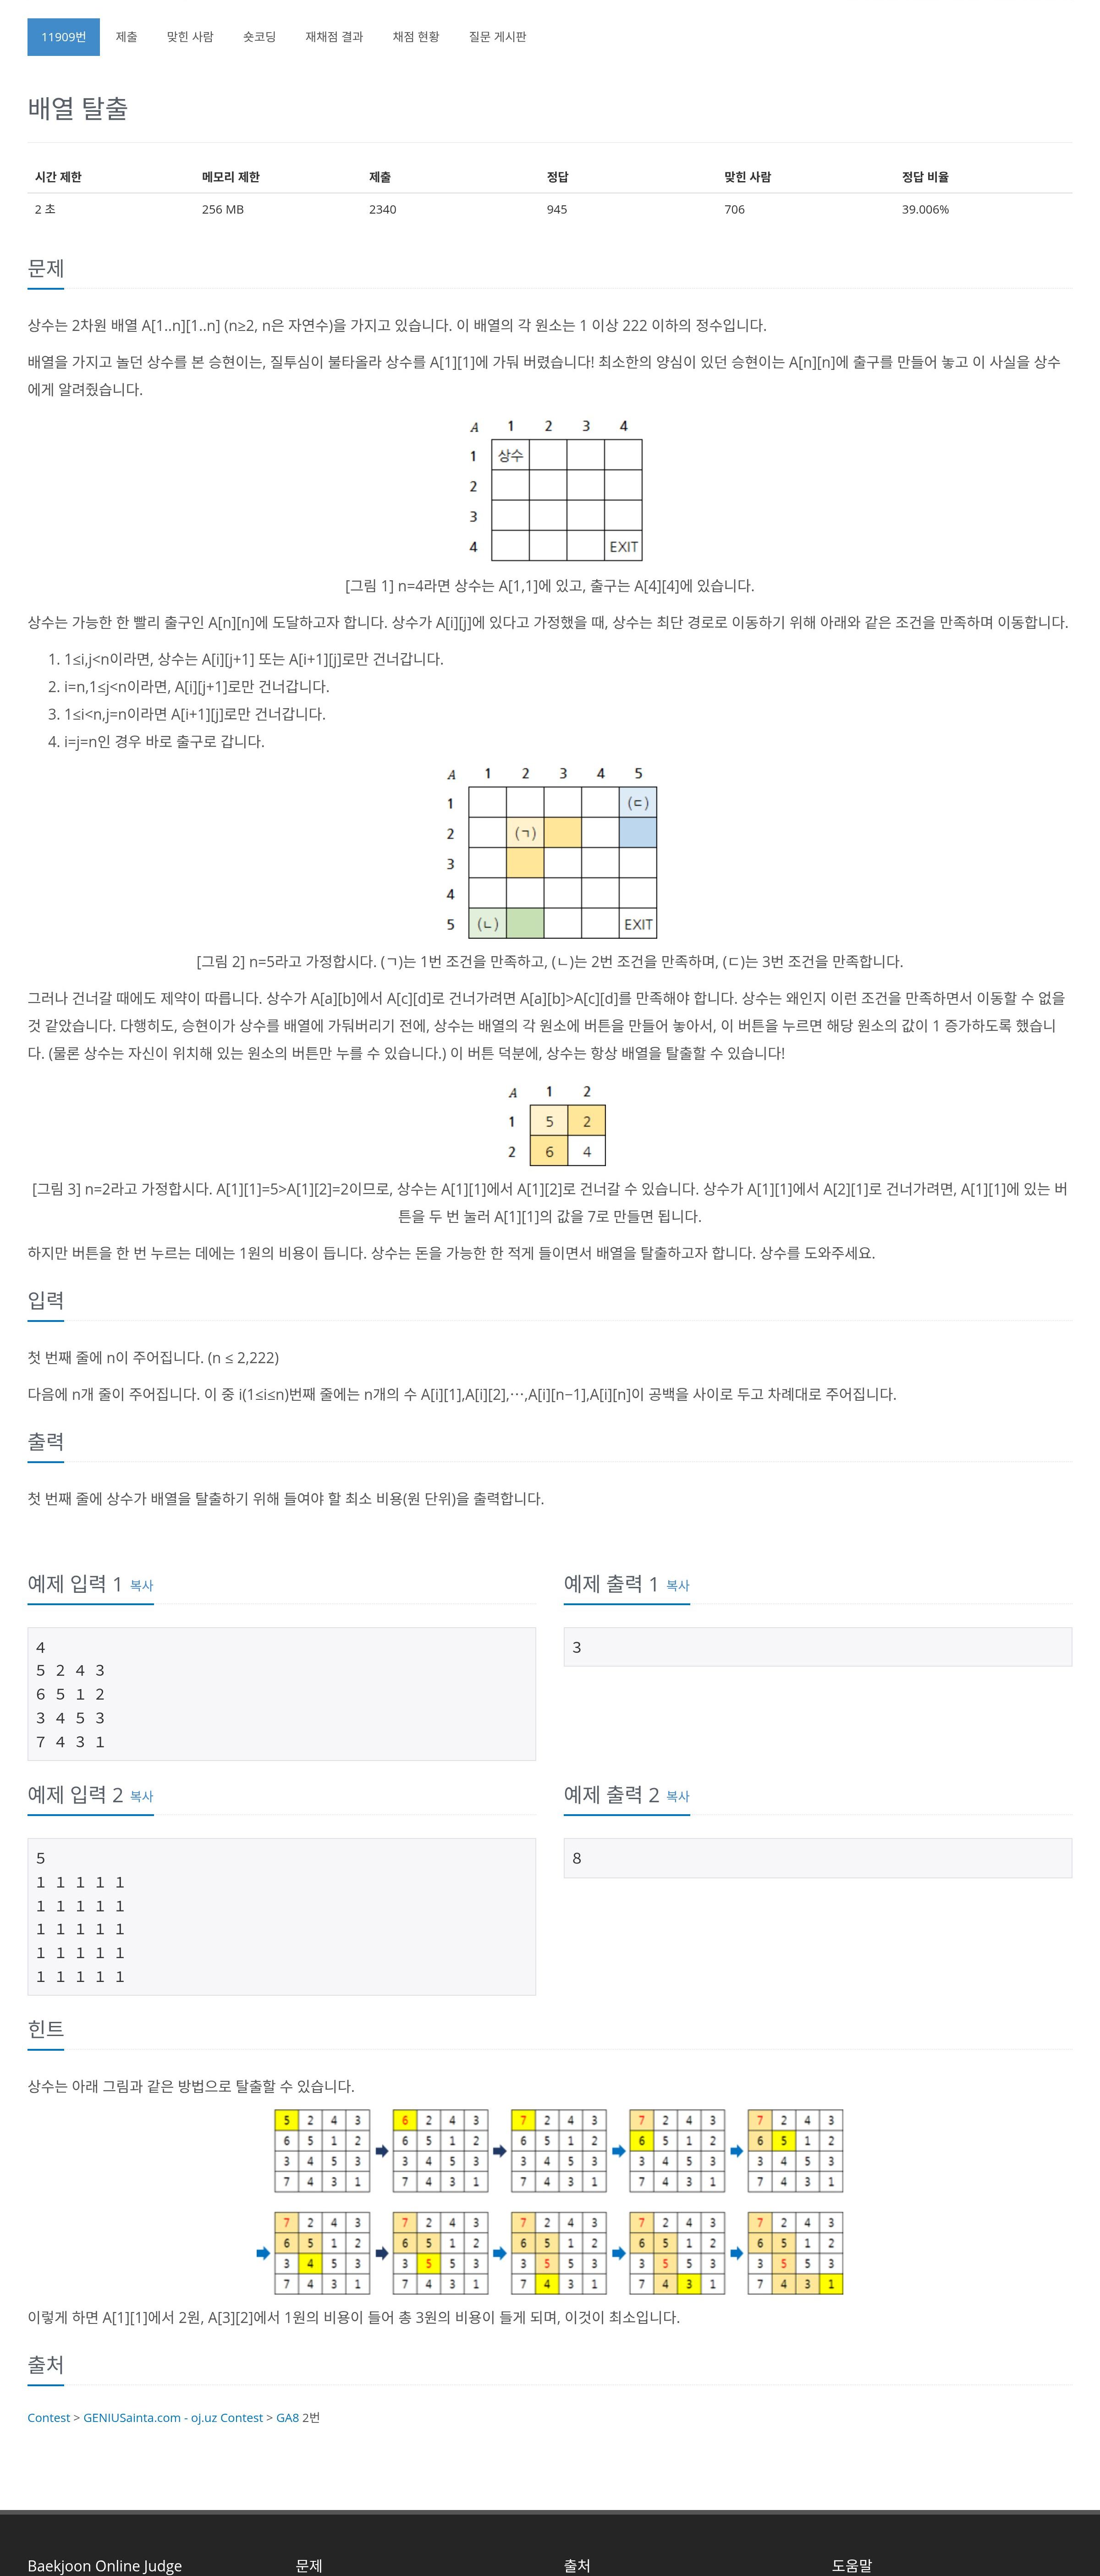 11909번 제출 맞힌 사람 숏코딩 재채점 결과 채점 현황 질문 게시판
배열 탈출
시간 제한 메모리 제한 제출 정답 맞힌 사람 정답 비율
2 초 256 MB 2340 945 706 39.006%
문제
상수는 2차원 배열 A[1..n][1..n] (n≥2, n은 자연수)을 가지고 있습니다. 이 배열의 각 원소는 1 이상 222 이하의 정수입니다.
배열을 가지고 놀던 상수를 본 승현이는, 질투심이 불타올라 상수를 A[1][1]에 가둬 버렸습니다! 최소한의 양심이 있던 승현이는 A[n][n]에 출구를 만들어 놓고 이 사실을 상수
에게 알려줬습니다.
A 1 2 3 4
1 상수
2
3
4 EXIT
[그림 1] n=4라면 상수는 A[1,1]에 있고, 출구는 A[4][4]에 있습니다.
상수는 가능한 한 빨리 출구인 A[n][n]에 도달하고자 합니다. 상수가 A[i][j]에 있다고 가정했을 때, 상수는 최단 경로로 이동하기 위해 아래와 같은 조건을 만족하며 이동합니다.
1. 1≤i,j<n이라면, 상수는 A[i][j+1] 또는 A[i+1][j]로만 건너갑니다.
2. i=n,1≤j<n이라면, A[i][j+1]로만 건너갑니다.
3. 1≤i<n,j=n이라면 A[i+1][j]로만 건너갑니다.
4. i=j=n인 경우 바로 출구로 갑니다.
A 1 2 3 4 5
1 (ㄷ)
2 (ㄱ)
3
4
5 (ㄴ) EXIT
[그림 2] n=5라고 가정합시다. (ㄱ)는 1번 조건을 만족하고, (ㄴ)는 2번 조건을 만족하며, (ㄷ)는 3번 조건을 만족합니다.
그러나 건너갈 때에도 제약이 따릅니다. 상수가 A[a][b]에서 A[c][d]로 건너가려면 A[a][b]>A[c][d]를 만족해야 합니다. 상수는 왜인지 이런 조건을 만족하면서 이동할 수 없을
것 같았습니다. 다행히도, 승현이가 상수를 배열에 가둬버리기 전에, 상수는 배열의 각 원소에 버튼을 만들어 놓아서, 이 버튼을 누르면 해당 원소의 값이 1 증가하도록 했습니
다. (물론 상수는 자신이 위치해 있는 원소의 버튼만 누를 수 있습니다.) 이 버튼 덕분에, 상수는 항상 배열을 탈출할 수 있습니다!
A 1 2
1 5 2
2 6 4
[그림 3] n=2라고 가정합시다. A[1][1]=5>A[1][2]=2이므로, 상수는 A[1][1]에서 A[1][2]로 건너갈 수 있습니다. 상수가 A[1][1]에서 A[2][1]로 건너가려면, A[1][1]에 있는 버
튼을 두 번 눌러 A[1][1]의 값을 7로 만들면 됩니다.
하지만 버튼을 한 번 누르는 데에는 1원의 비용이 듭니다. 상수는 돈을 가능한 한 적게 들이면서 배열을 탈출하고자 합니다. 상수를 도와주세요.
입력
첫 번째 줄에 n이 주어집니다. (n ≤ 2,222)
다음에 n개 줄이 주어집니다. 이 중 i(1≤i≤n)번째 줄에는 n개의 수 A[i][1],A[i][2],⋯,A[i][n−1],A[i][n]이 공백을 사이로 두고 차례대로 주어집니다.
출력
첫 번째 줄에 상수가 배열을 탈출하기 위해 들여야 할 최소 비용(원 단위)을 출력합니다.
예제 입력 1 복사
4
5 2 4 3
6 5 1 2
3 4 5 3
7 4 3 1
예제 출력 1 복사
3
예제 입력 2 복사
5
1 1 1 1 1
1 1 1 1 1
1 1 1 1 1
1 1 1 1 1
1 1 1 1 1
예제 출력 2 복사
8
힌트
상수는 아래 그림과 같은 방법으로 탈출할 수 있습니다.
5 2 4 3 6 2 4 3 7 2 4 3 7 2 4 3 7 2 4 3
6 5 1 2 6 5 1 2 6 5 1 2 6 5 1 2 6 5 1 2
3 4 5 3 3 4 5 3 3 4 5 3 3 4 5 3 3 4 5 3
7 4 3 1 7 4 3 1 7 4 3 1 7 4 3 1 7 4 3 1
7 2 4 3 7 2 4 3 7 2 4 3 7 2 4 3 7 2 4 3
6 5 1 2 6 5 1 2 6 5 1 2 6 5 1 2 6 5 1 2
3 4 5 3 3 5 5 3 3 5 5 3 3 5 5 3 3 5 5 3
7 4 3 1 7 4 3 1 7 4 3 1 7 4 3 1 7 4 3 1
이렇게 하면 A[1][1]에서 2원, A[3][2]에서 1원의 비용이 들어 총 3원의 비용이 들게 되며, 이것이 최소입니다.
출처
Contest > GENIUSainta.com - oj.uz Contest > GA8 2번
Baekjoon Online Judge 문제 출처 도움말